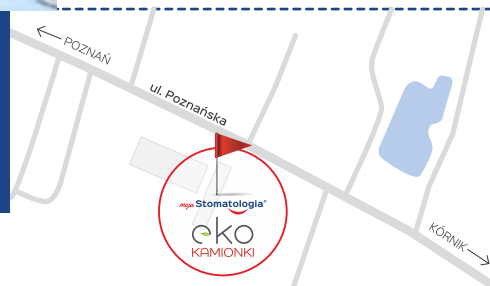 POZNAŃ
ul. Poznańska
moja Stomatologia®
eko
KAMIONKI
KÓRNIK